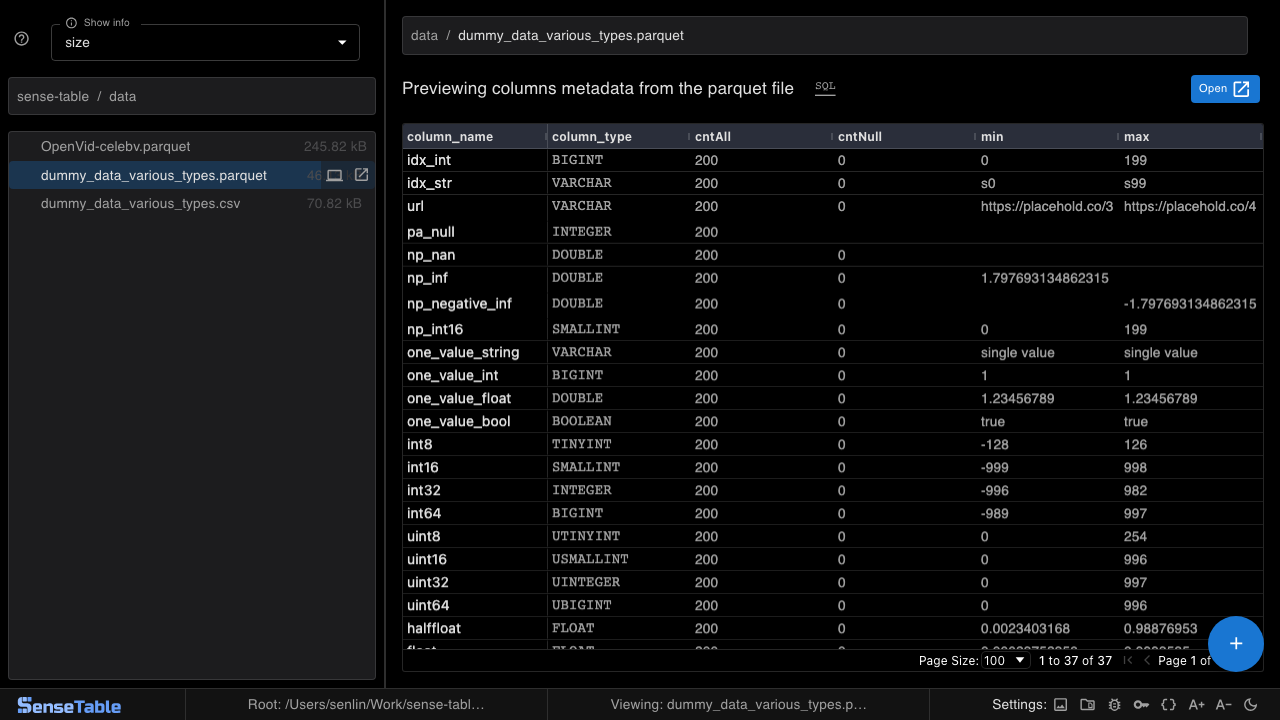 Show info
size
sense-table / data
OpenVid-celebv.parquet 245.82 kB
dummy_data_various_types.parquet 46
dummy_data_various_types.csv 70.82 kB
data / dummy_data_various_types.parquet
Previewing columns metadata from the parquet file SQL
Open
column_name column_type cntAll cntNull min max
idx_int BIGINT 200 0 0 199
idx_str VARCHAR 200 0 s0 s99
url VARCHAR 200 0 https://placehold.co/3 https://placehold.co/4
pa_null INTEGER 200
np_nan DOUBLE 200 0
np_inf DOUBLE 200 0 1.797693134862315
np_negative_inf DOUBLE 200 0 -1.797693134862315
np_int16 SMALLINT 200 0 0 199
one_value_string VARCHAR 200 0 single value single value
one_value_int BIGINT 200 0 1 1
one_value_float DOUBLE 200 0 1.23456789 1.23456789
one_value_bool BOOLEAN 200 0 true true
int8 TINYINT 200 0 -128 126
int16 SMALLINT 200 0 -999 998
int32 INTEGER 200 0 -996 982
int64 BIGINT 200 0 -989 997
uint8 UTINYINT 200 0 0 254
uint16 USMALLINT 200 0 0 996
uint32 UINTEGER 200 0 0 997
uint64 UBIGINT 200 0 0 996
halffloat FLOAT 200 0 0.0023403168 0.98876953
Page Size: 100 1 to 37 of 37 Page 1 of
SenseTable Root: /Users/senlin/Work/sense-tabl… Viewing: dummy_data_various_types.p… Settings: A+ A−